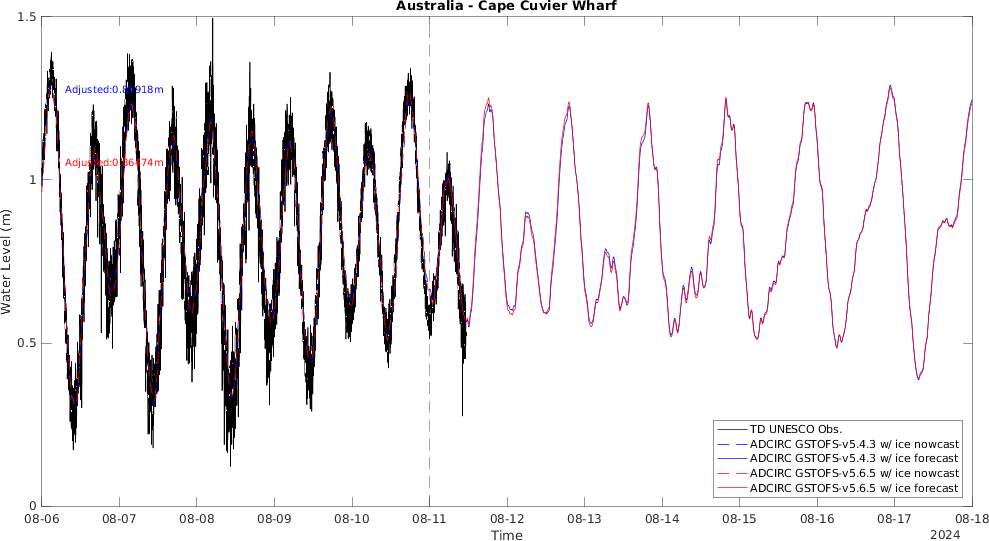 Australia - Cape Cuvier Wharf
1.5
1
0.5
0
Water Level (m)
08-06
08-07
08-08
08-09
08-10
08-11
08-12
08-13
08-14
08-15
08-16
08-17
08-18
Time
2024
TD UNESCO Obs.
ADCIRC GSTOFS-v5.4.3 w/ ice nowcast
ADCIRC GSTOFS-v5.4.3 w/ ice forecast
ADCIRC GSTOFS-v5.6.5 w/ ice nowcast
ADCIRC GSTOFS-v5.6.5 w/ ice forecast